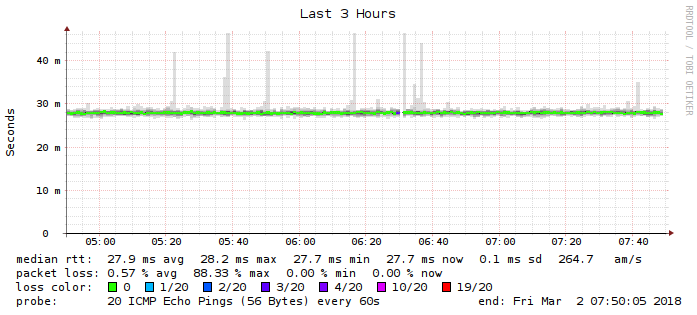 Last 3 Hours
RRDTOOL / TOBI OETIKER
Seconds
40 m
30 m
20 m
10 m
0
05:00 05:20 05:40 06:00 06:20 06:40 07:00 07:20 07:40
median rtt: 27.9 ms avg 28.2 ms max 27.7 ms min 27.7 ms now 0.1 ms sd 264.7 am/s
packet loss: 0.57 % avg 88.33 % max 0.00 % min 0.00 % now
loss color: 0 1/20 2/20 3/20 4/20 10/20 19/20
probe: 20 ICMP Echo Pings (56 Bytes) every 60s end: Fri Mar 2 07:50:05 2018